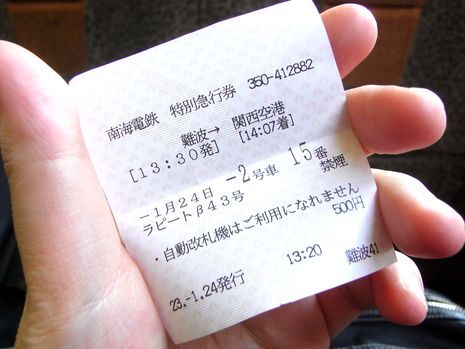 南海電鉄 特別急行券 350-412882
難波→ 関西空港
[13:30発] [14:07着]
-1月24日 -2号車 15番
ラピートβ43号 禁煙
・自動改札機はご利用になれません
500円
23.-1.24発行 13:20 難波41